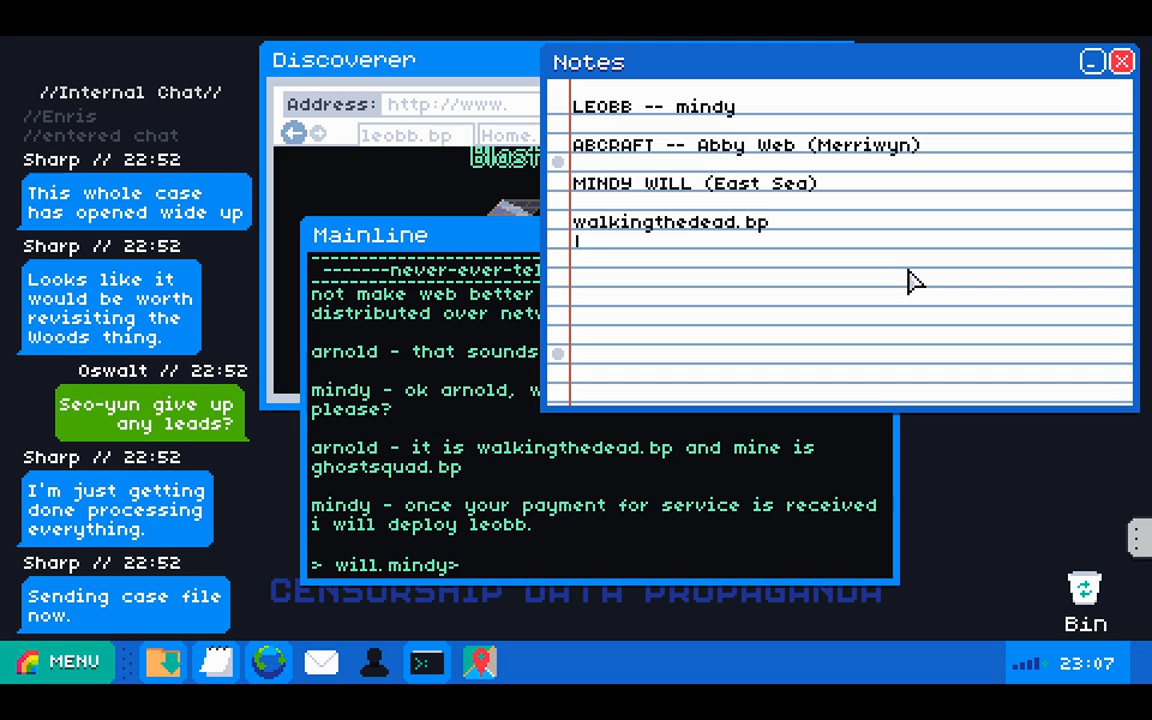 //Internal Chat//
//Enris
//entered chat
Sharp // 22:52
This whole case
has opened wide up
Sharp // 22:52
Looks like it
would be worth
revisiting the
Woods thing.
Oswalt // 22:52
Seo-yun give up
any leads?
Sharp // 22:52
I'm just getting
done processing
everything.
Sharp // 22:52
Sending case file
now.
Discoverer
Address: http://www.
leobb.bp
Home.
Blast
Mainline
-------never-ever-tel
not make web better
distributed over netw
arnold - that sounds
mindy - ok arnold, w
please?
arnold - it is walkingthedead.bp and mine is
ghostsquad.bp
mindy - once your payment for service is received
i will deploy leobb.
> will.mindy>
Notes
LEOBB -- mindy
ABCRAFT -- Abby Web (Merriwyn)
MINDY WILL (East Sea)
walkingthedead.bp
CENSORSHIP DATA PROPAGANDA
Bin
MENU
23:07